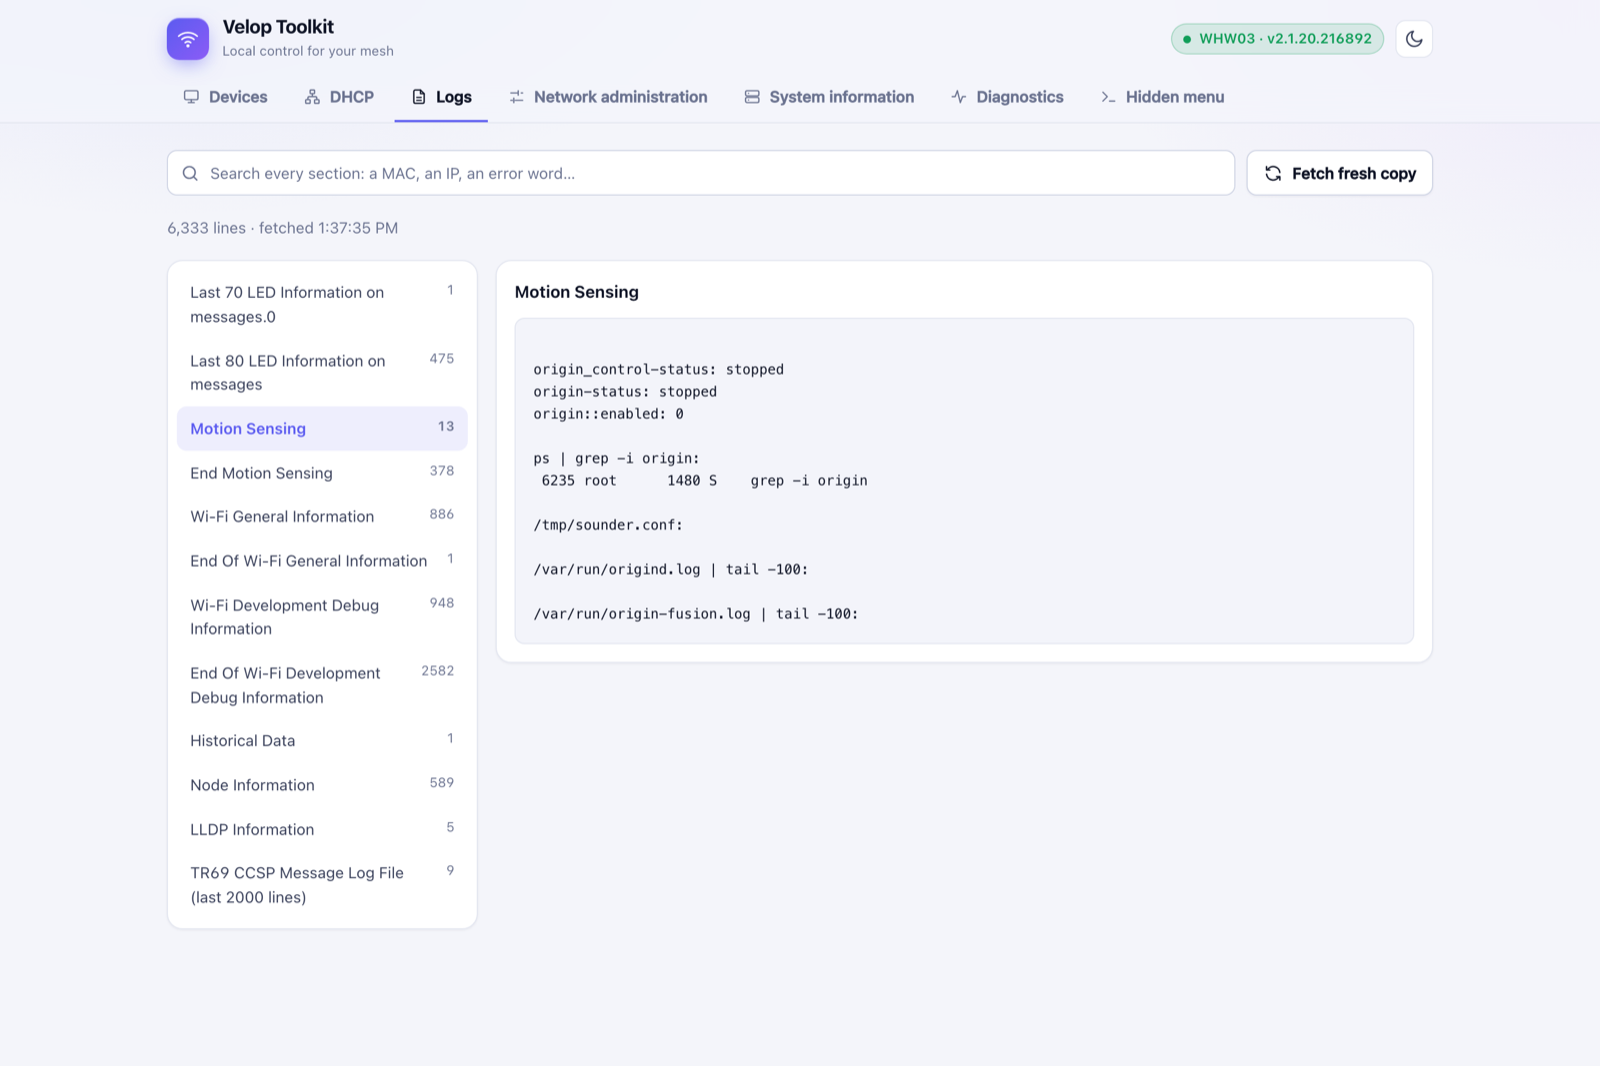 Velop Toolkit
Local control for your mesh
WHW03 · v2.1.20.216892
Devices
DHCP
Logs
Network administration
System information
Diagnostics
Hidden menu
Search every section: a MAC, an IP, an error word...
Fetch fresh copy
6,333 lines · fetched 1:37:35 PM
Last 70 LED Information on 1
messages.0
Last 80 LED Information on 475
messages
Motion Sensing 13
End Motion Sensing 378
Wi-Fi General Information 886
End Of Wi-Fi General Information 1
Wi-Fi Development Debug 948
Information
End Of Wi-Fi Development 2582
Debug Information
Historical Data 1
Node Information 589
LLDP Information 5
TR69 CCSP Message Log File 9
(last 2000 lines)
Motion Sensing
origin_control-status: stopped
origin-status: stopped
origin::enabled: 0
ps | grep -i origin:
6235 root 1480 S grep -i origin
/tmp/sounder.conf:
/var/run/origind.log | tail -100:
/var/run/origin-fusion.log | tail -100: